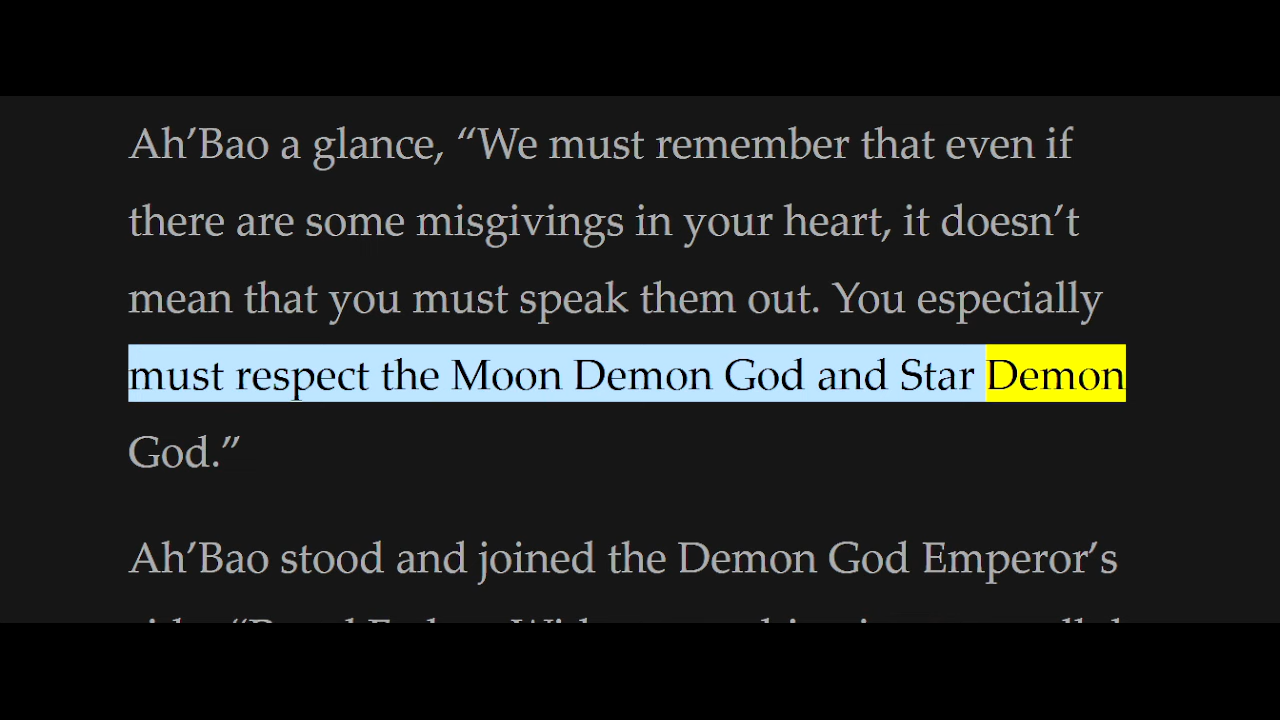 Ah’Bao a glance, “We must remember that even if
there are some misgivings in your heart, it doesn’t
mean that you must speak them out. You especially
must respect the Moon Demon God and Star Demon
God.”
Ah’Bao stood and joined the Demon God Emperor’s